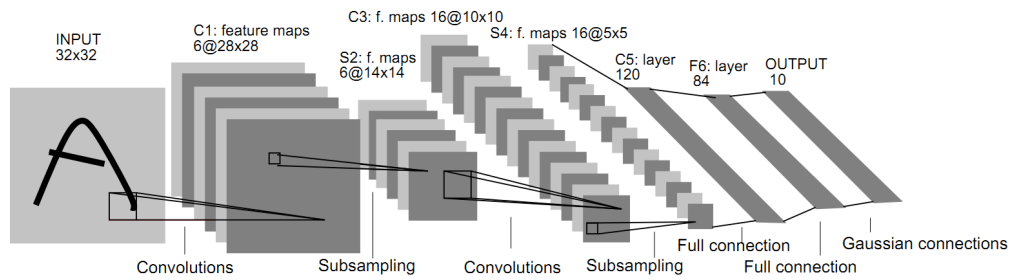 INPUT
32x32
C1: feature maps
6@28x28
S2: f. maps
6@14x14
C3: f. maps 16@10x10
S4: f. maps 16@5x5
C5: layer
120
F6: layer
84
OUTPUT
10
Convolutions
Subsampling
Convolutions
Subsampling
Full connection
Full connection
Gaussian connections